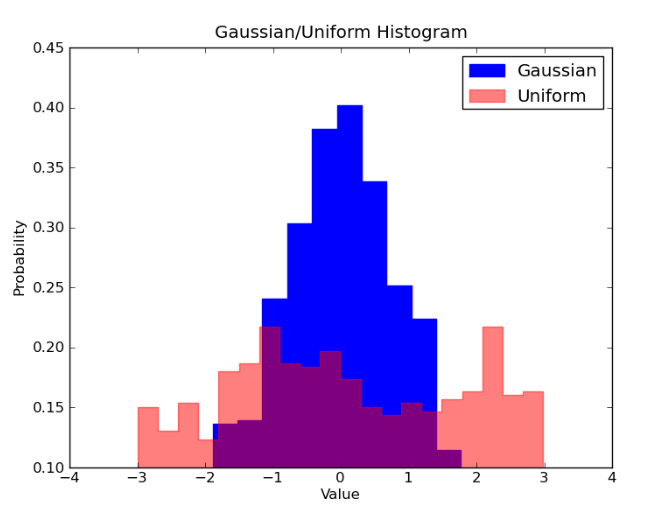 Gaussian/Uniform Histogram
0.45
0.40
0.35
0.30
0.25
0.20
0.15
0.10
Probability
Gaussian
Uniform
−4 −3 −2 −1 0 1 2 3 4
Value